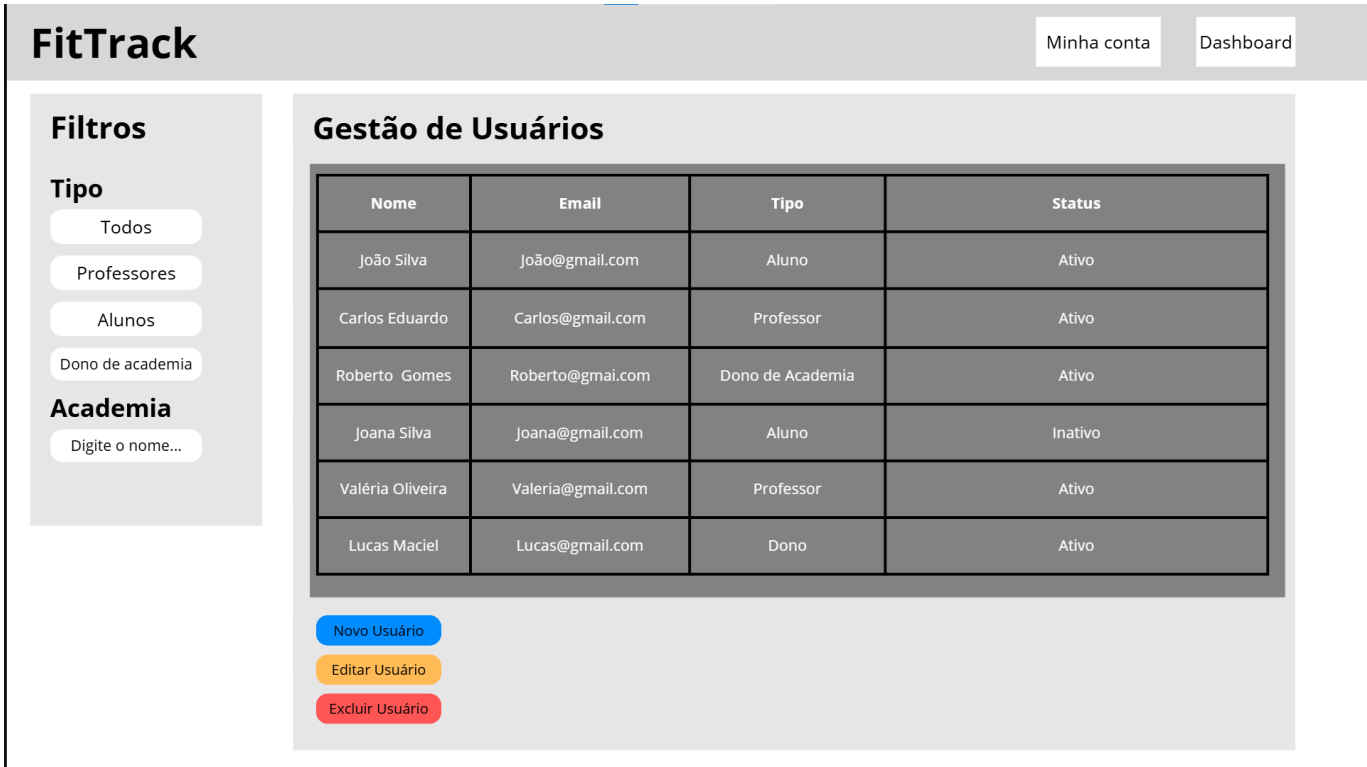 FitTrack
Minha conta
Dashboard
Filtros
Tipo
Todos
Professores
Alunos
Dono de academia
Academia
Digite o nome...
Gestão de Usuários
Nome Email Tipo Status
João Silva João@gmail.com Aluno Ativo
Carlos Eduardo Carlos@gmail.com Professor Ativo
Roberto  Gomes Roberto@gmai.com Dono de Academia Ativo
Joana Silva Joana@gmail.com Aluno Inativo
Valéria Oliveira Valeria@gmail.com Professor Ativo
Lucas Maciel Lucas@gmail.com Dono Ativo
Novo Usuário
Editar Usuário
Excluir Usuário